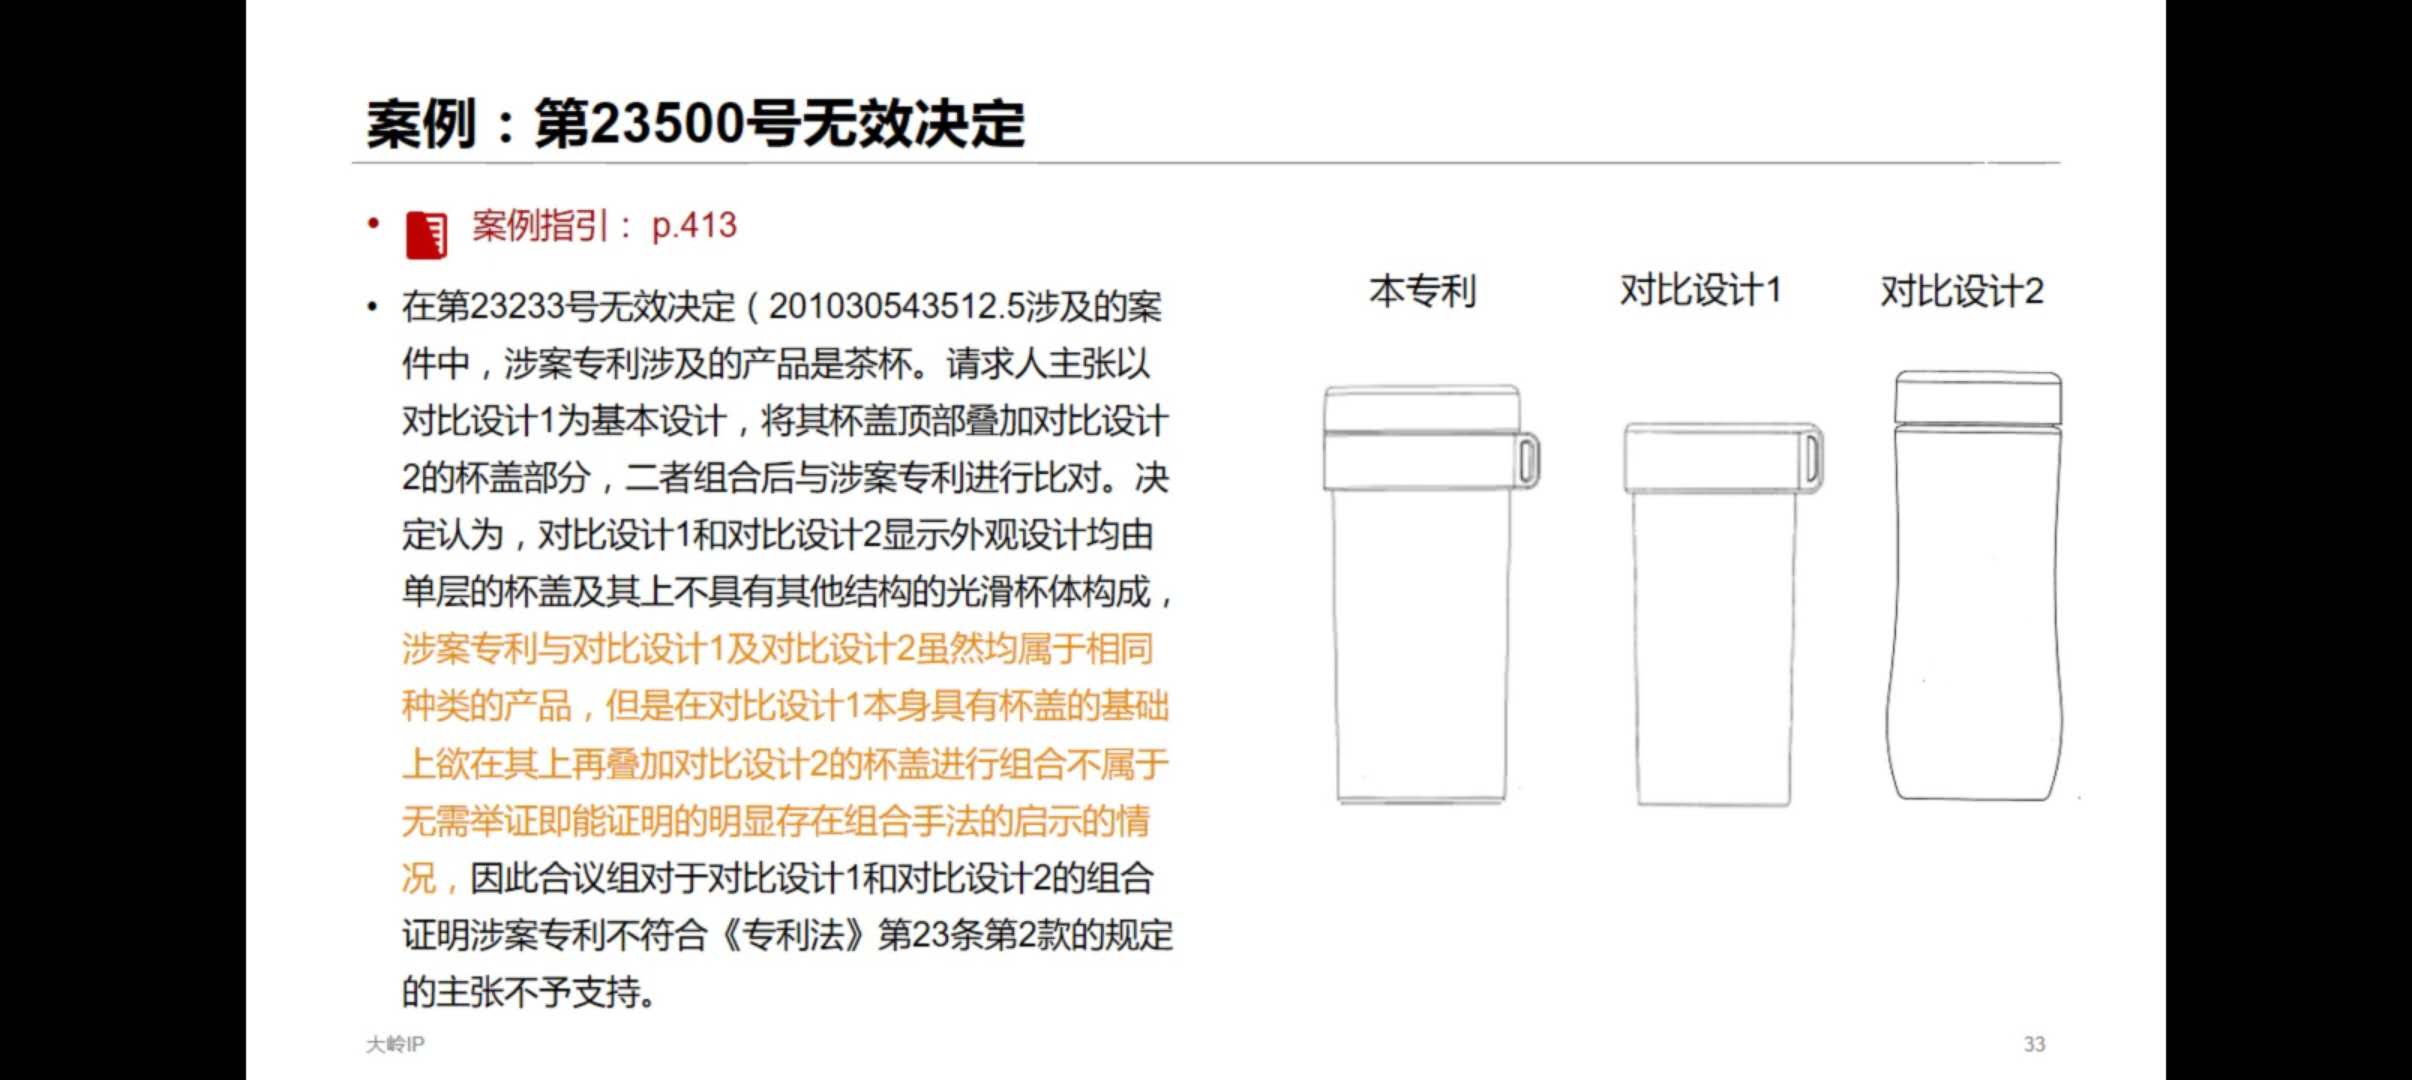 案例：第23500号无效决定
• 案例指引： p.413
• 在第23233号无效决定（201030543512.5涉及的案
件中，涉案专利涉及的产品是茶杯。请求人主张以
对比设计1为基本设计，将其杯盖顶部叠加对比设计
2的杯盖部分，二者组合后与涉案专利进行比对。决
定认为，对比设计1和对比设计2显示外观设计均由
单层的杯盖及其上不具有其他结构的光滑杯体构成，
涉案专利与对比设计1及对比设计2虽然均属于相同
种类的产品，但是在对比设计1本身具有杯盖的基础
上欲在其上再叠加对比设计2的杯盖进行组合不属于
无需举证即能证明的明显存在组合手法的启示的情
况，因此合议组对于对比设计1和对比设计2的组合
证明涉案专利不符合《专利法》第23条第2款的规定
的主张不予支持。
本专利
对比设计1
对比设计2
大岭IP
33